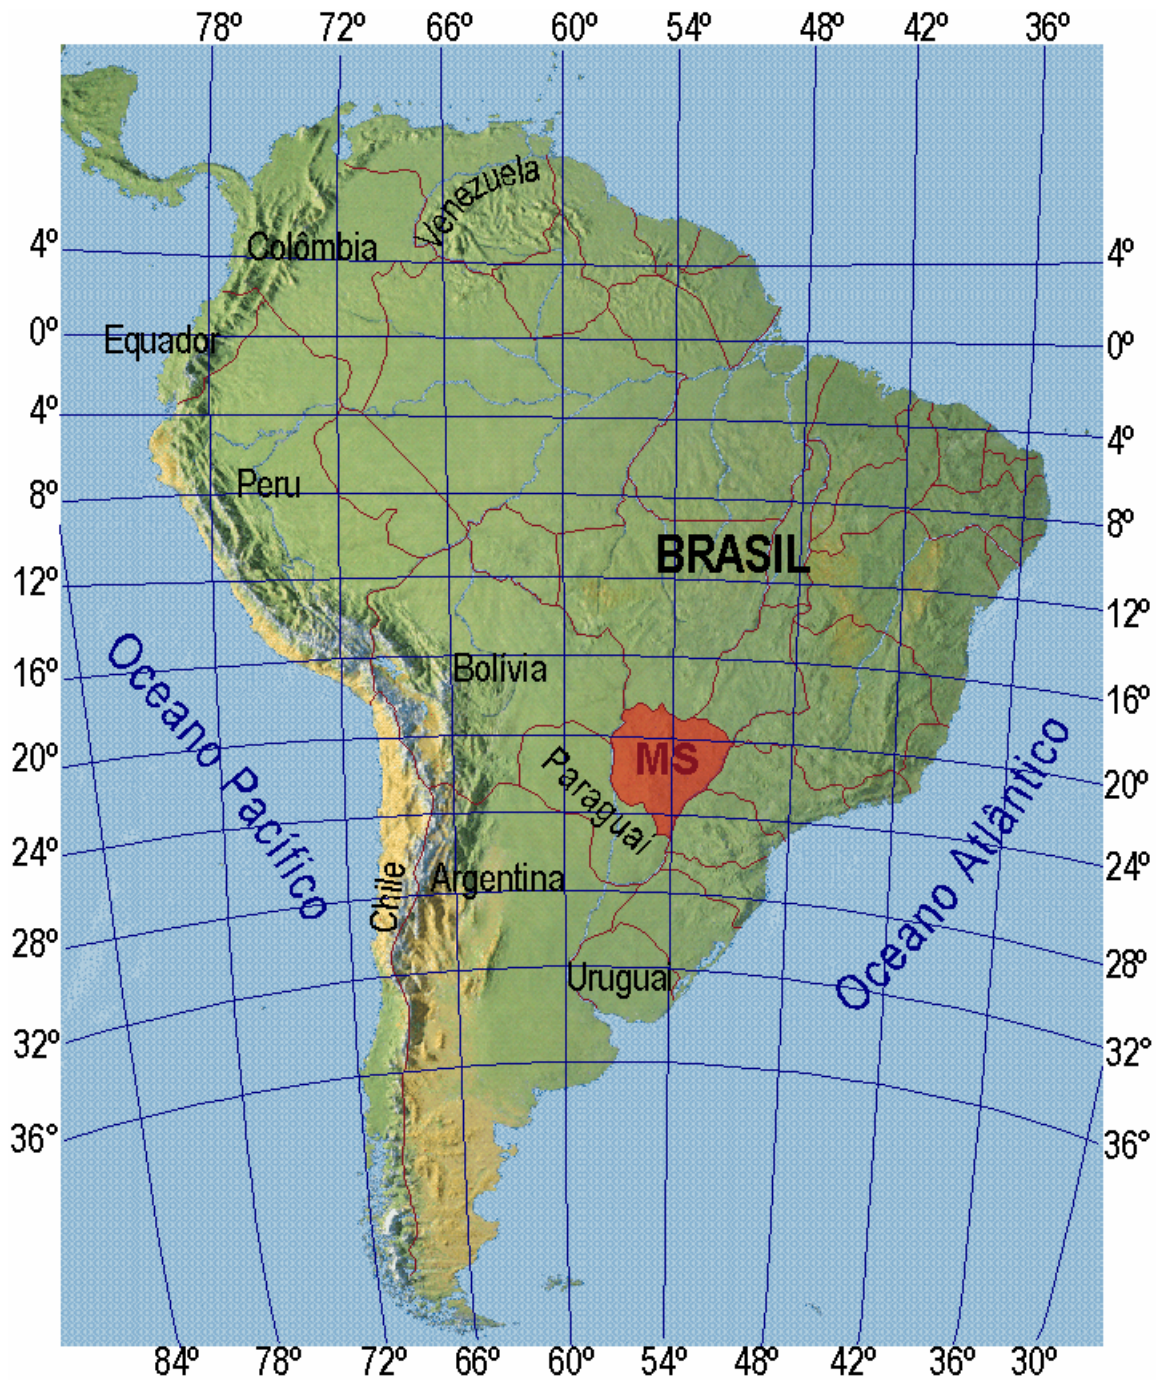 78º 72º 66º 60º 54º 48º 42º 36º
Venezuela
4º Colômbia 4º
0º Equador 0º
4º 4º
8º Peru 8º
BRASIL
12º 12º
16º Bolívia 16º
20º Paraguaí MS 20º
24º 24º
Oceano Pacífico
Oceano Atlântico
Chile Argentina
28º Uruguai 28º
32º 32º
36º 36º
84º 78º 72º 66º 60º 54º 48º 42º 36º 30º